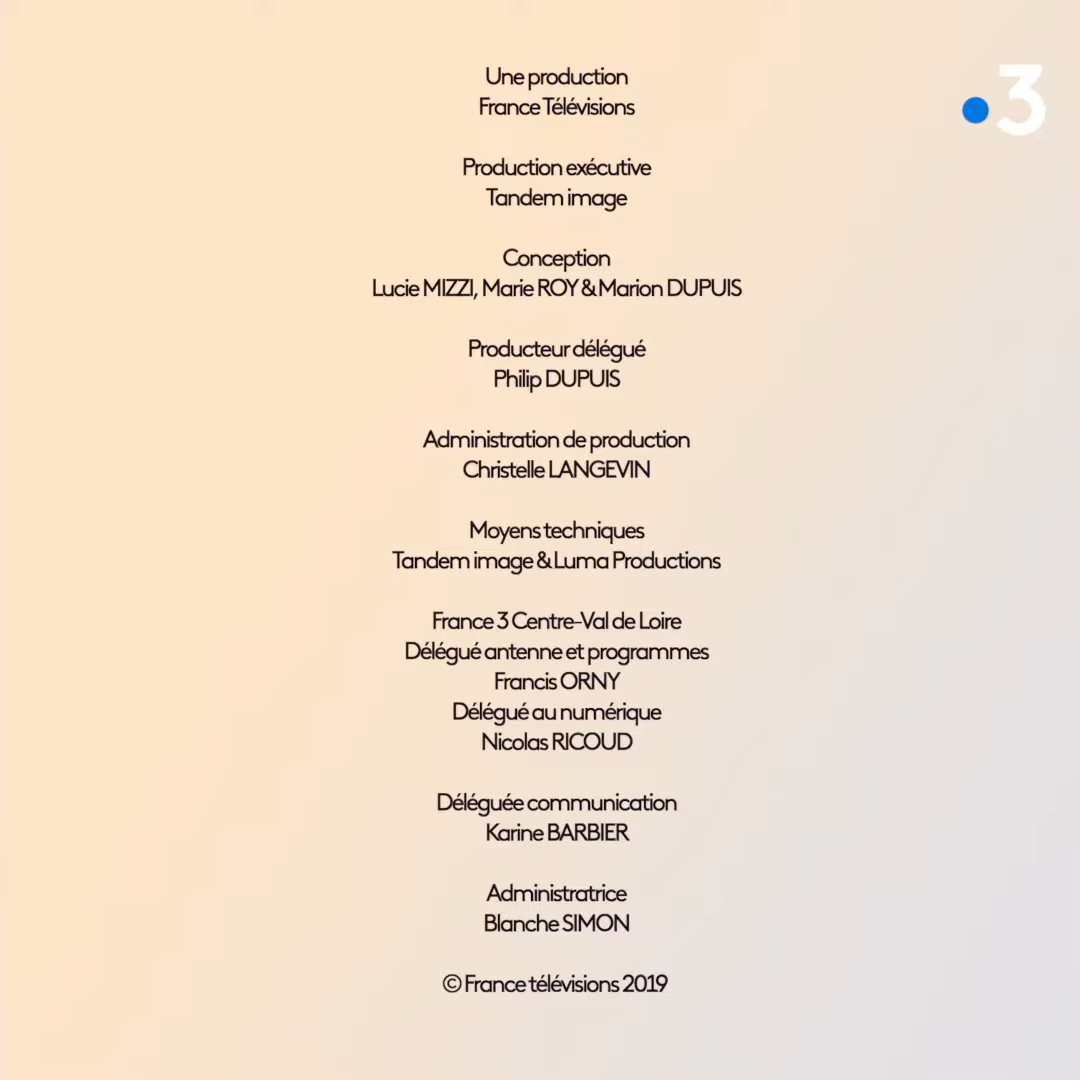 Une production
France Télévisions
3
Production exécutive
Tandem image
Conception
Lucie MIZZI, Marie ROY & Marion DUPUIS
Producteur délégué
Philip DUPUIS
Administration de production
Christelle LANGEVIN
Moyens techniques
Tandem image & Luma Productions
France 3 Centre-Val de Loire
Délégué antenne et programmes
Francis ORNY
Délégué au numérique
Nicolas RICOUD
Déléguée communication
Karine BARBIER
Administratrice
Blanche SIMON
© France télévisions 2019